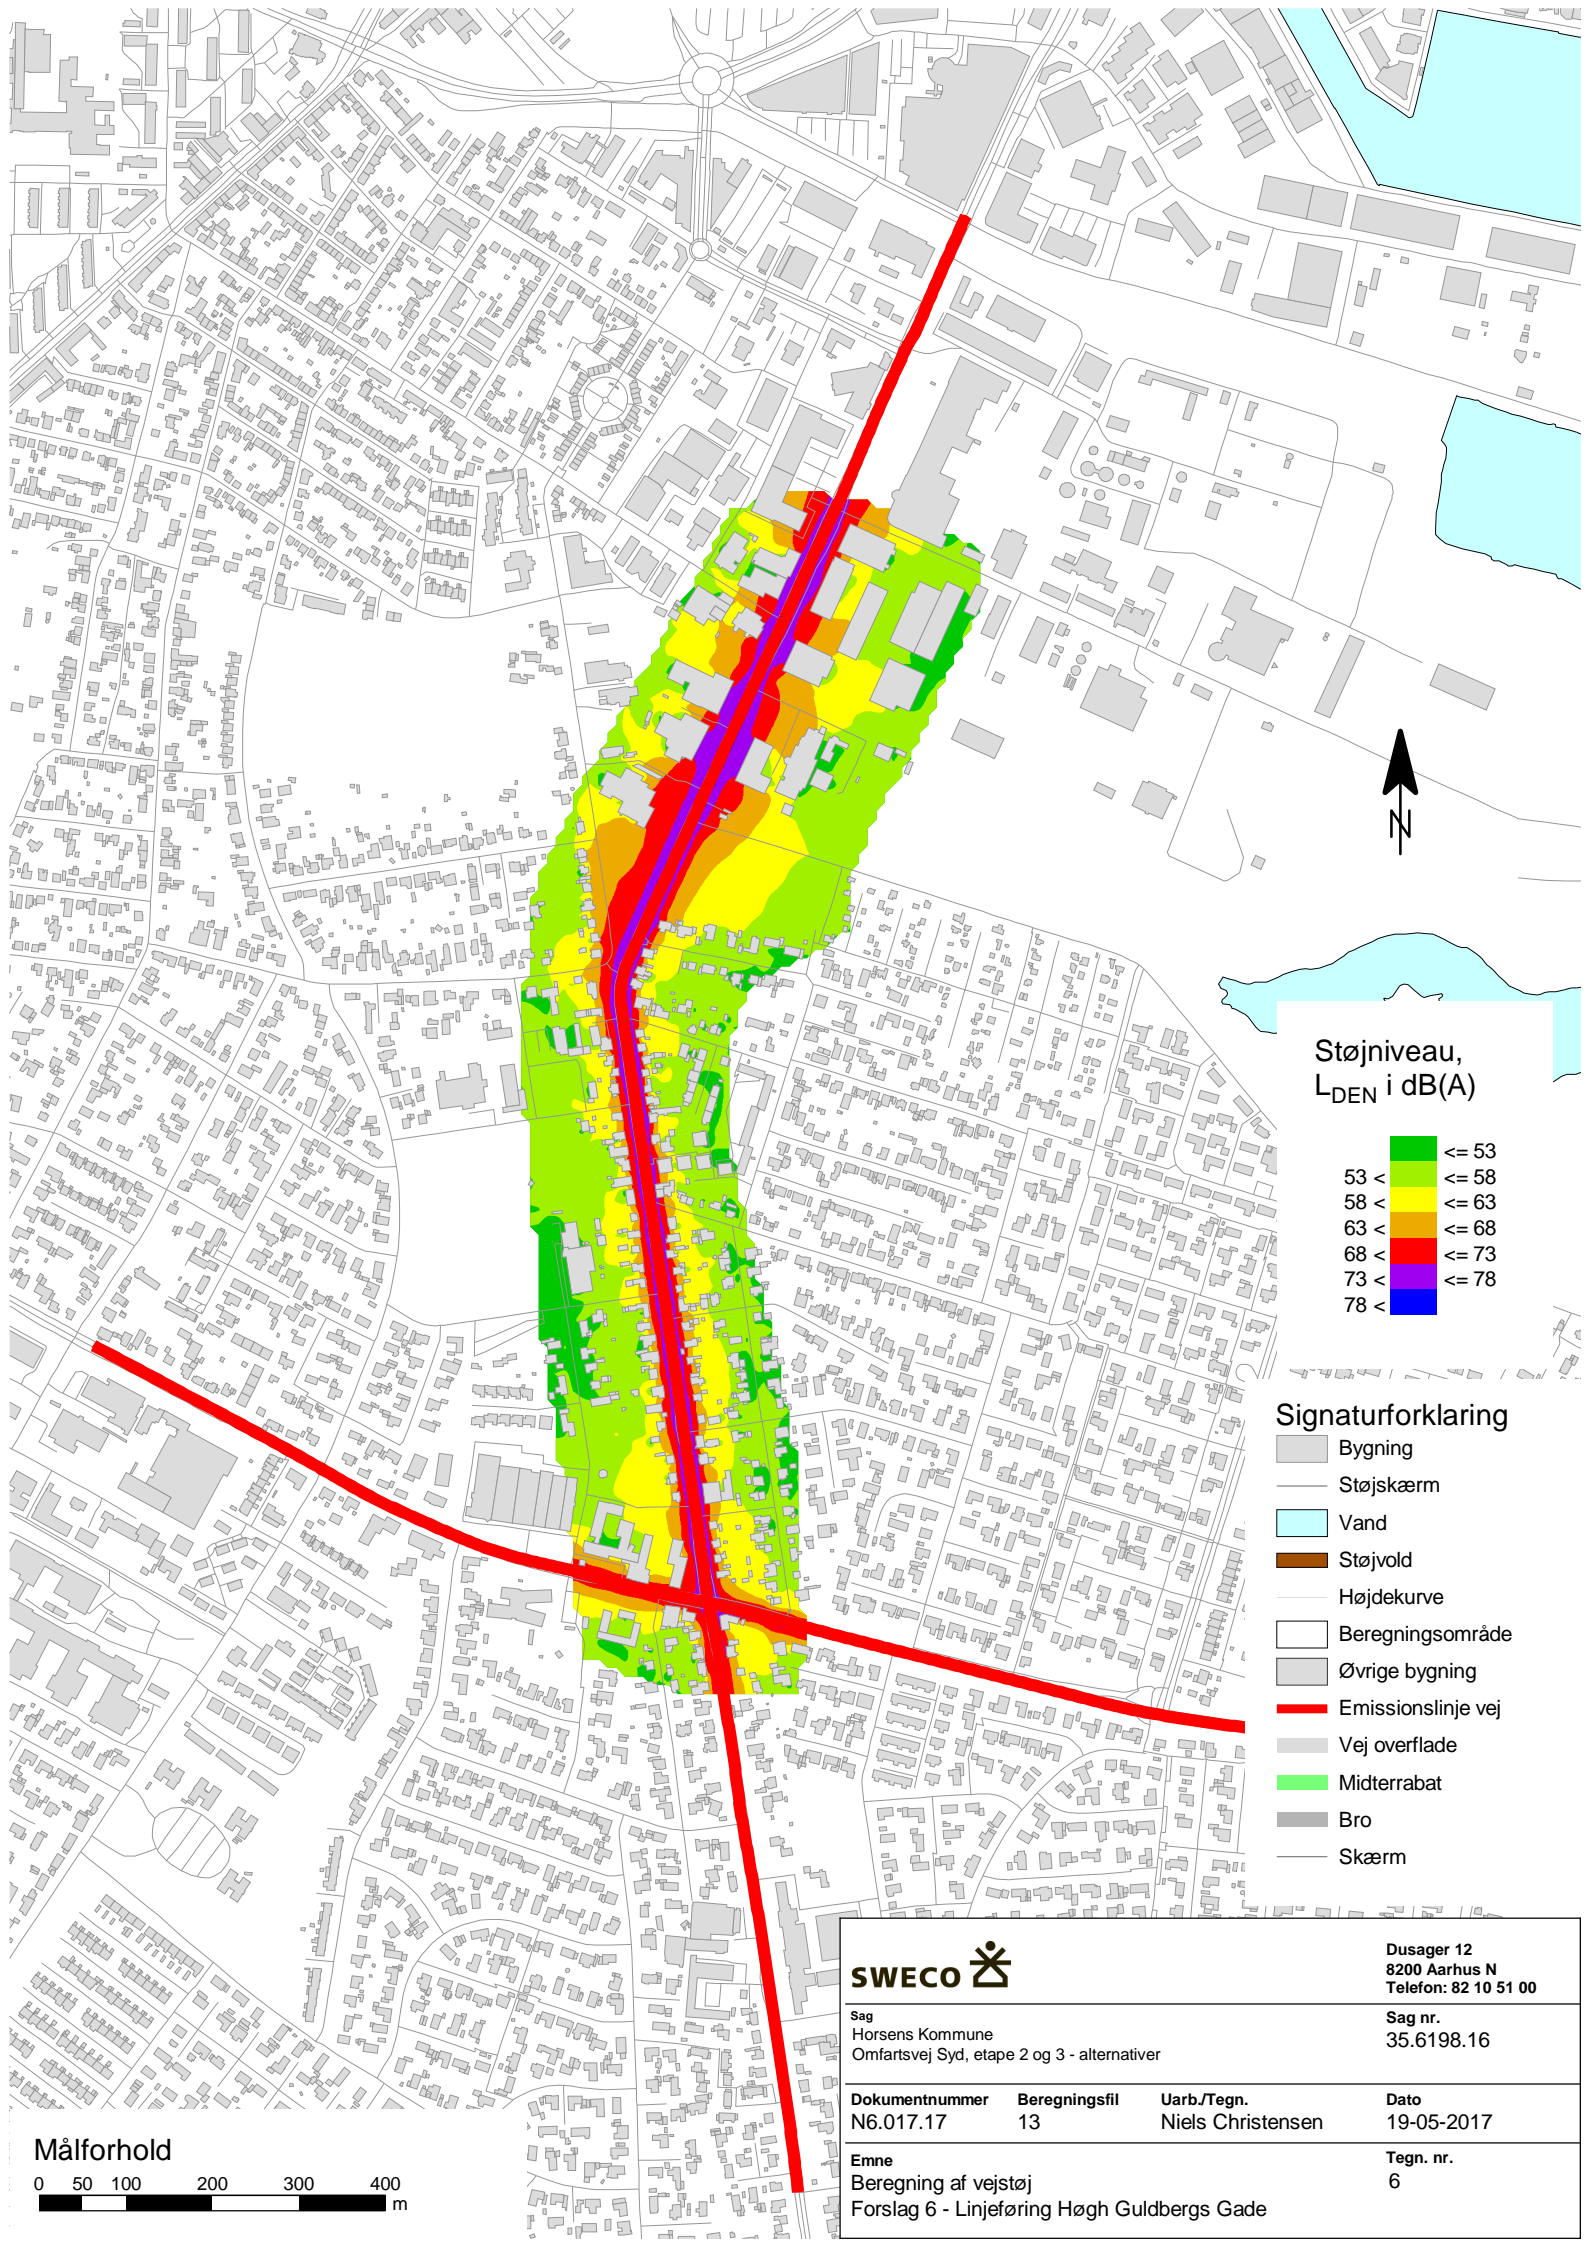 N
Støjniveau,
LDEN i dB(A)
<= 53
53 < <= 58
58 < <= 63
63 < <= 68
68 < <= 73
73 < <= 78
78 <
Signaturforklaring
Bygning
Støjskærm
Vand
Støjvold
Højdekurve
Beregningsområde
Øvrige bygning
Emissionslinje vej
Vej overflade
Midterrabat
Bro
Skærm
SWECO
Dusager 12
8200 Aarhus N
Telefon: 82 10 51 00
Sag
Horsens Kommune
Omfartsvej Syd, etape 2 og 3 - alternativer
Sag nr.
35.6198.16
Dokumentnummer Beregningsfil Uarb./Tegn. Dato
N6.017.17 13 Niels Christensen 19-05-2017
Emne
Beregning af vejstøj
Forslag 6 - Linjeføring Høgh Guldbergs Gade
Tegn. nr.
6
Målforhold
0 50 100 200 300 400
m